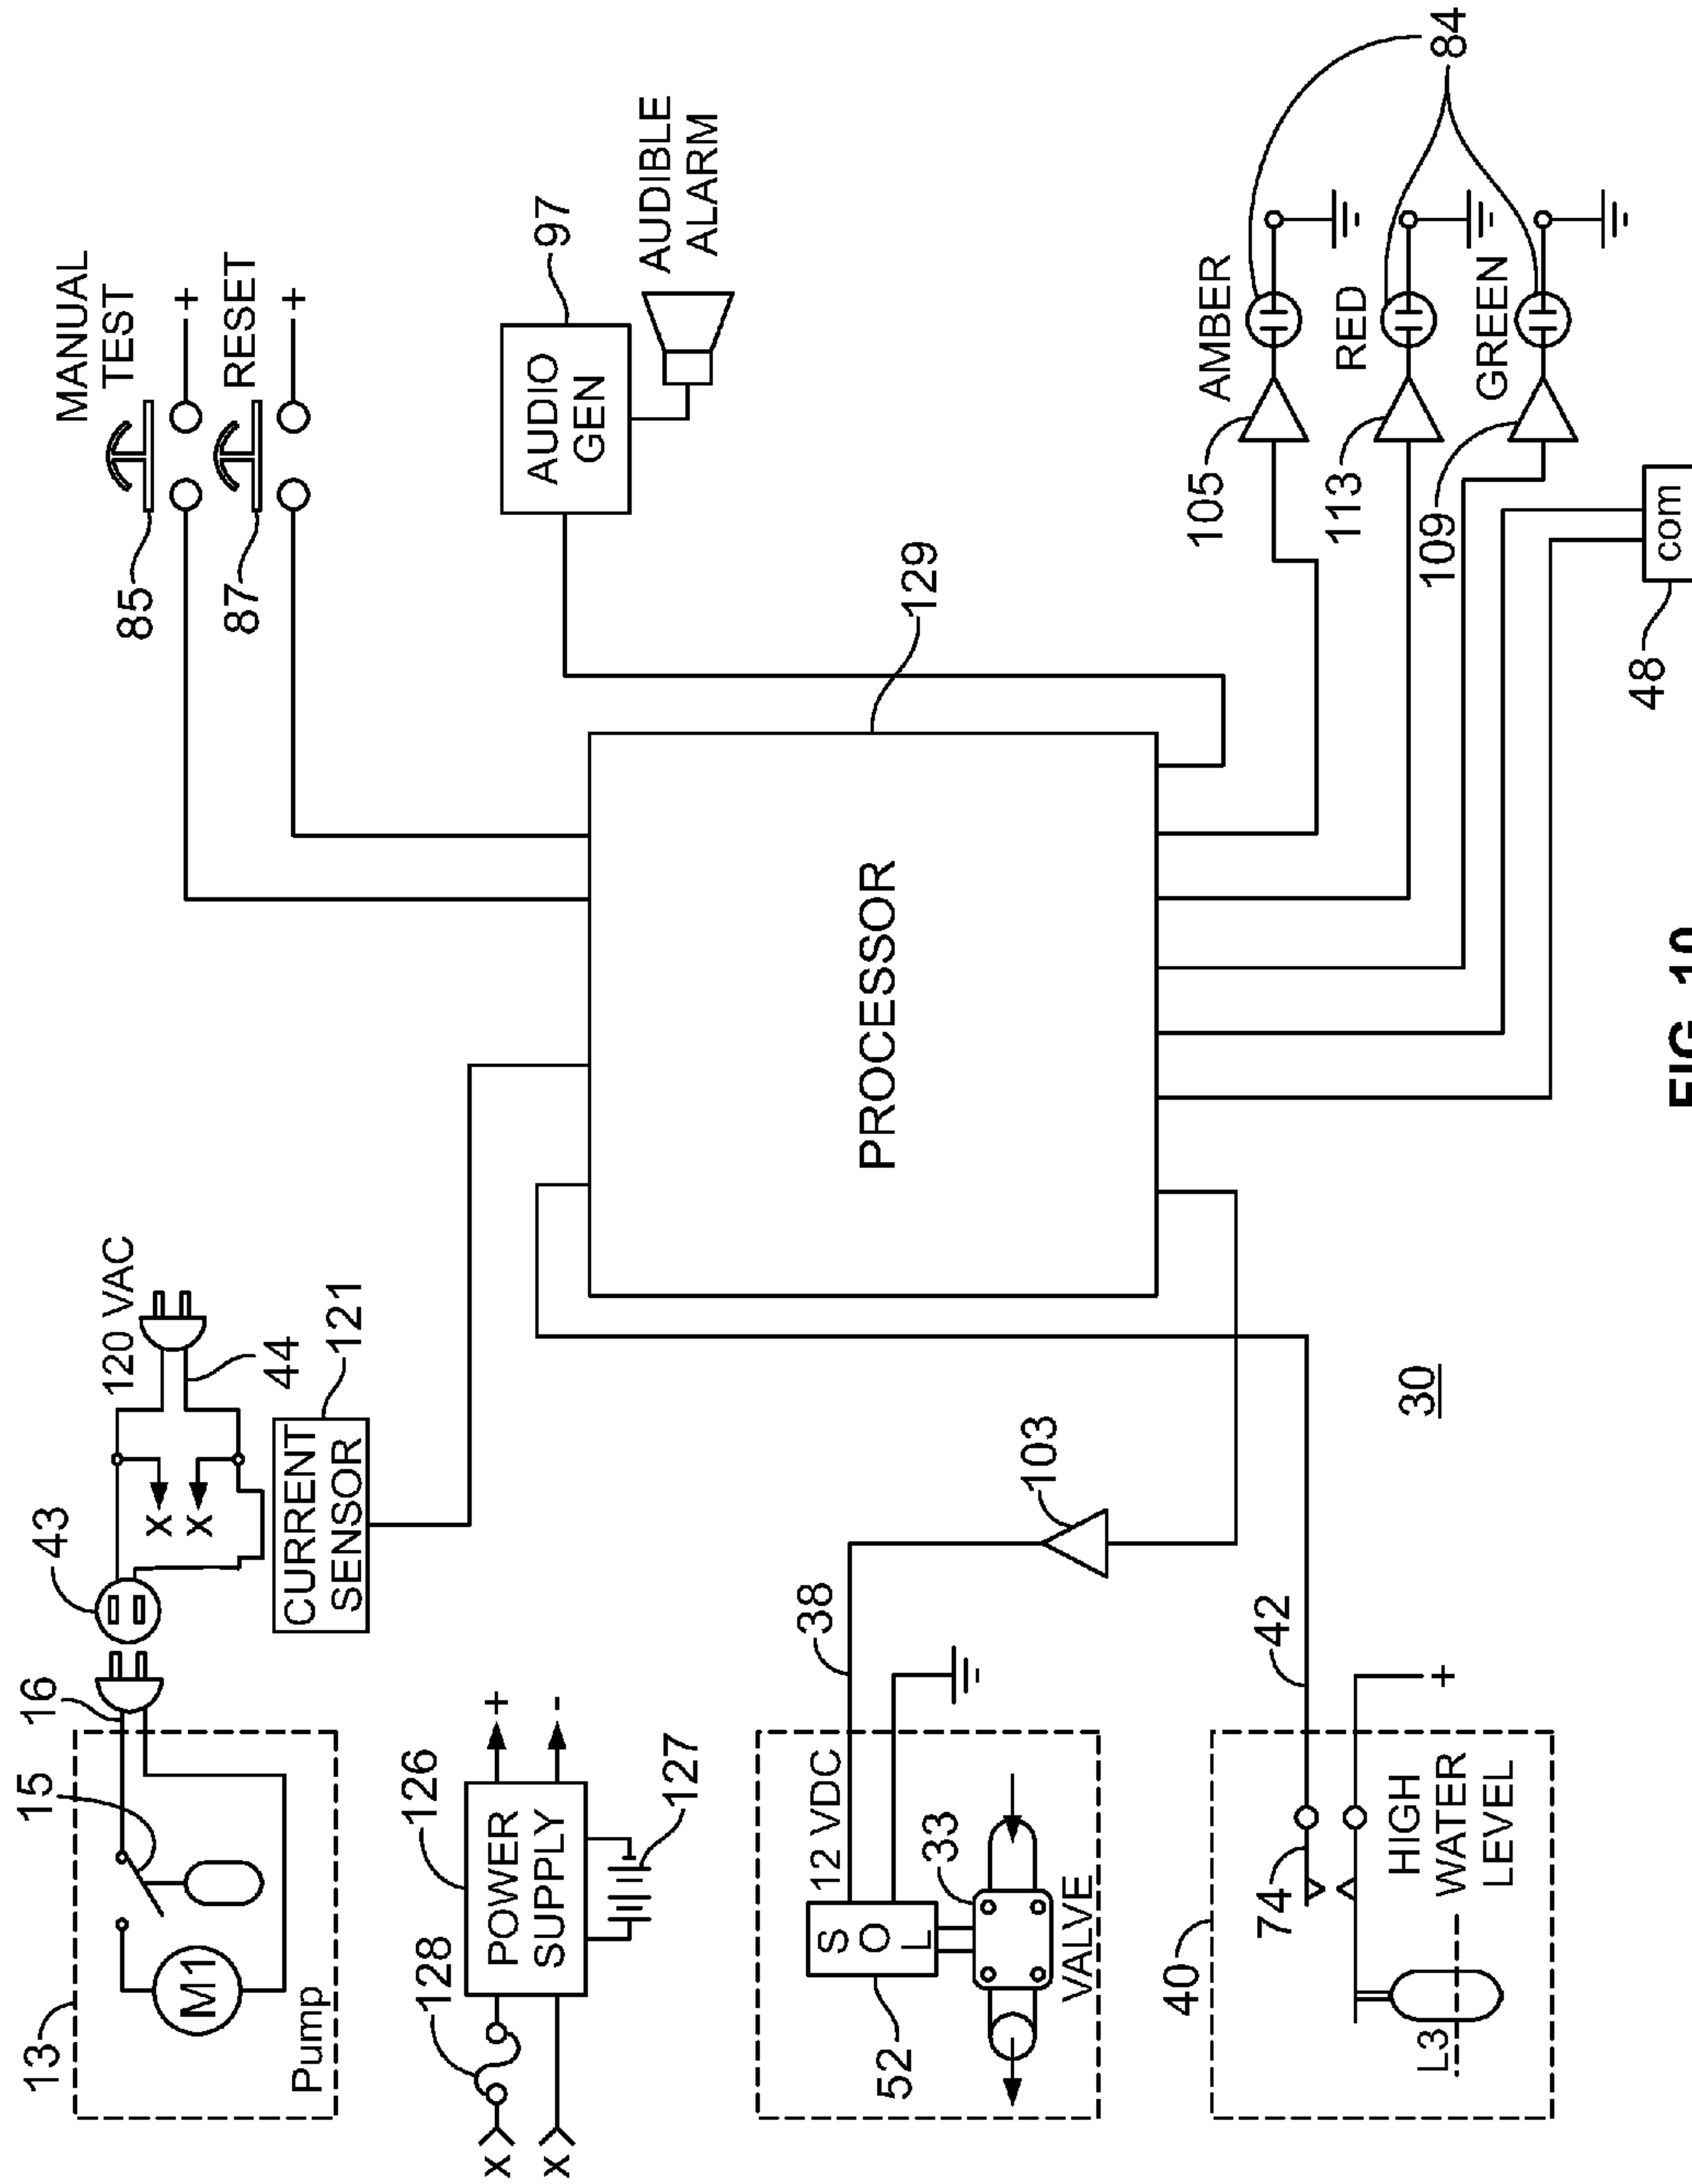 13
15
16
43
120 VAC
44
121
M1
Pump
CURRENT
SENSOR
X
X
MANUAL
TEST
+
85
RESET
+
87
128
126
127
POWER
SUPPLY
+
-
X
X
AUDIO
GEN
97
AUDIBLE
ALARM
PROCESSOR
129
12 VDC
38
103
SOL
33
52
VALVE
40
74
42
HIGH
WATER
LEVEL
+
L3
30
105
AMBER
113
RED
109
GREEN
84
48
com